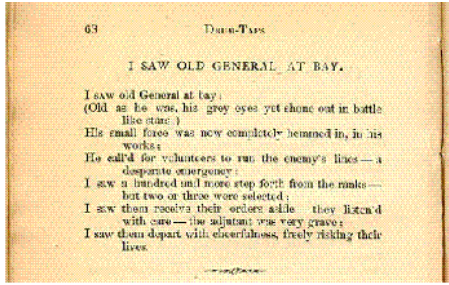 63 DRUM-TAPS
I SAW OLD GENERAL AT BAY.
I SAW old General at bay;
(Old as he was, his grey eyes yet shone out in battle
like stars,)
His small force was now completely hemmed in, in his
works;
He call'd for volunteers to run the enemy's lines—a
desperate emergency;
I saw a hundred and more step forth from the ranks—
but two or three were selected;
I saw them receive their orders aside—they listen'd
with care—the adjutant was very grave;
I saw them depart with cheerfulness, freely risking their
lives.